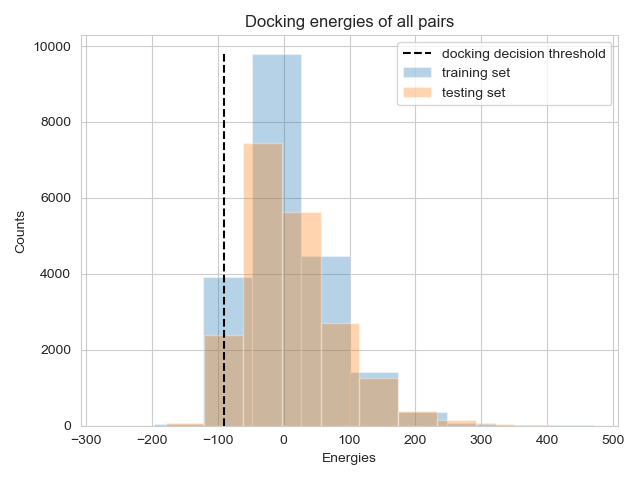 Docking energies of all pairs
docking decision threshold
training set
testing set
10000
8000
6000
4000
2000
0
Counts
−300 −200 −100 0 100 200 300 400 500
Energies